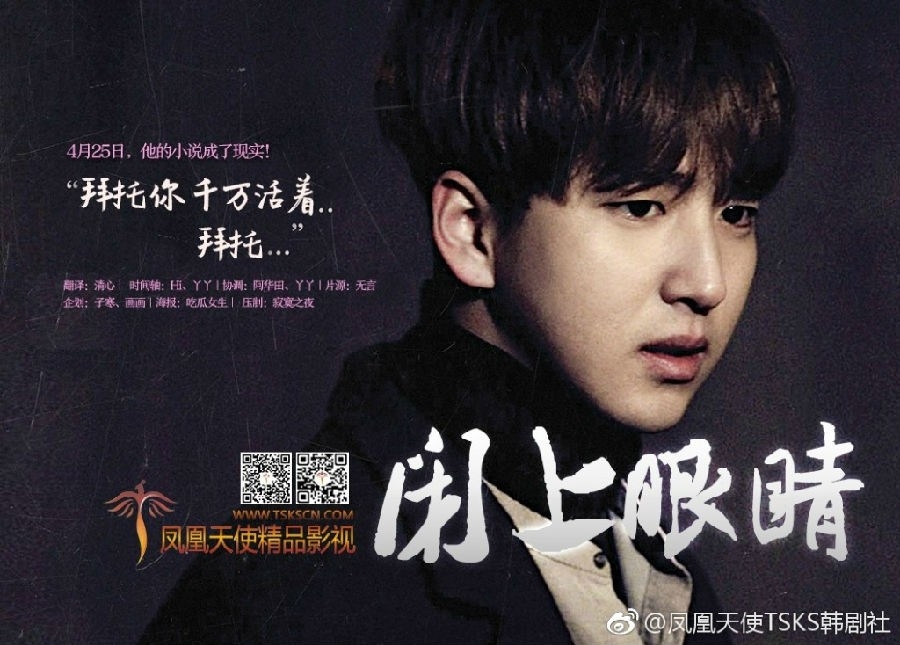 4月25日，他的小说成了现实！
“拜托你千万活着..
拜托...”
翻译：清心 时间轴：Hi、丫丫 | 协调：阿华田、丫丫 | 片源：无言
企划：子寒、画画 | 海报：吃瓜女生 | 压制：寂寞之夜
WWW.TSKSCN.COM
凤凰天使精品影视
闭上眼睛
@凤凰天使TSKS韩剧社